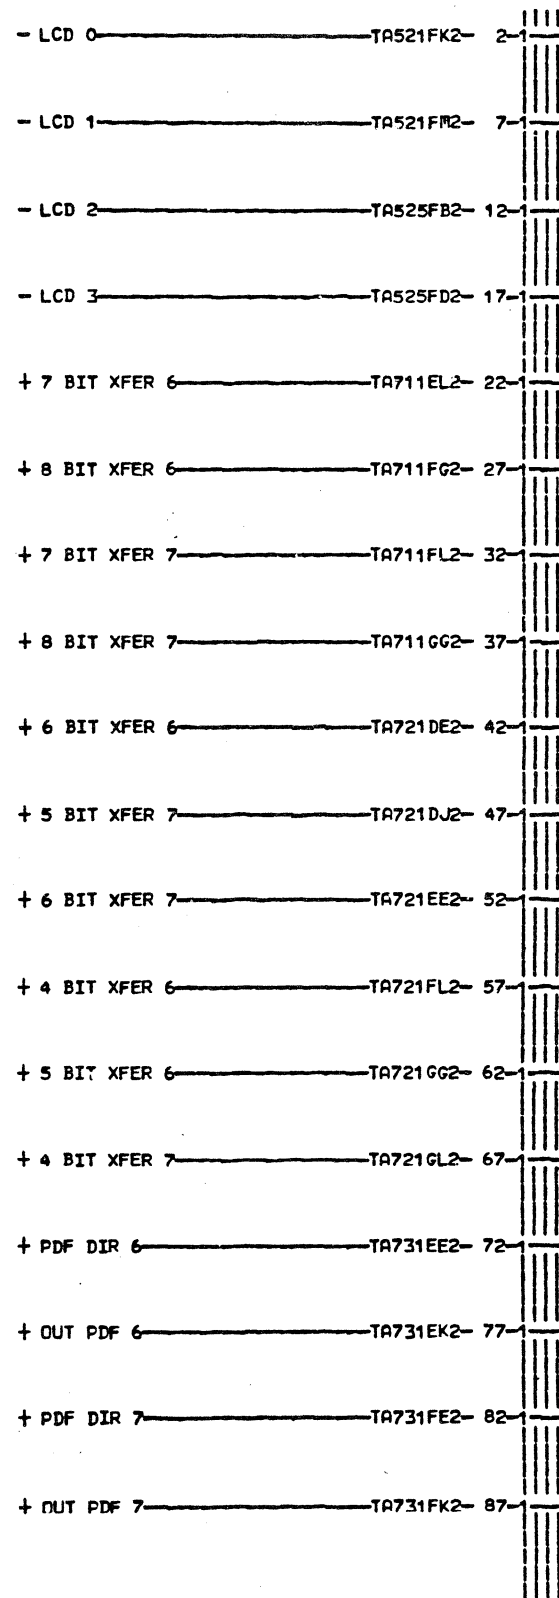 - LCD 0 TA521FK2- 2-1
- LCD 1 TA521FM2- 7-1
- LCD 2 TA525FB2- 12-1
- LCD 3 TA525FD2- 17-1
+ 7 BIT XFER 6 TA711EL2- 22-1
+ 8 BIT XFER 6 TA711FG2- 27-1
+ 7 BIT XFER 7 TA711FL2- 32-1
+ 8 BIT XFER 7 TA711GG2- 37-1
+ 6 BIT XFER 6 TA721DE2- 42-1
+ 5 BIT XFER 7 TA721DJ2- 47-1
+ 6 BIT XFER 7 TA721EE2- 52-1
+ 4 BIT XFER 6 TA721FL2- 57-1
+ 5 BIT XFER 6 TA721GG2- 62-1
+ 4 BIT XFER 7 TA721GL2- 67-1
+ PDF DIR 6 TA731EE2- 72-1
+ OUT PDF 6 TA731EK2- 77-1
+ PDF DIR 7 TA731FE2- 82-1
+ OUT PDF 7 TA731FK2- 87-1